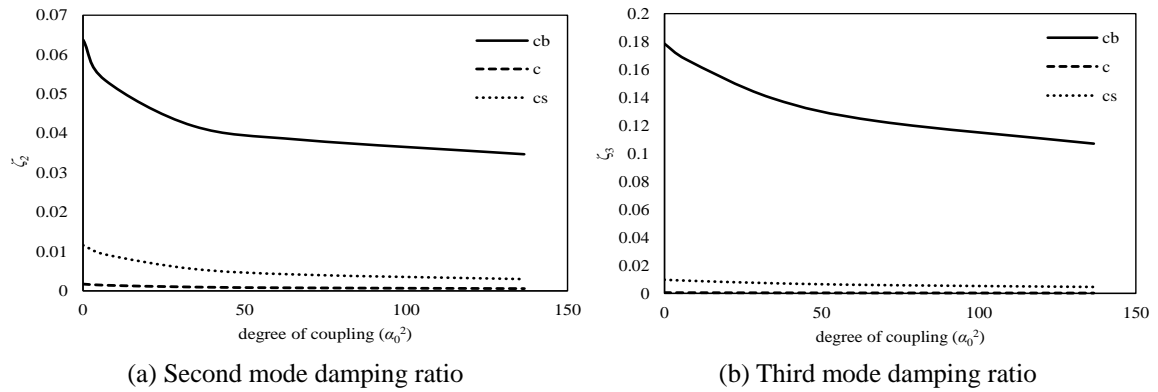 0.07
0.06
0.05
0.04
0.03
0.02
0.01
0
ζ2
0
50
100
150
degree of coupling (α₀²)
cb
c
cs
(a) Second mode damping ratio
0.2
0.18
0.16
0.14
0.12
0.1
0.08
0.06
0.04
0.02
0
ζ3
0
50
100
150
degree of coupling (α₀²)
cb
c
cs
(b) Third mode damping ratio